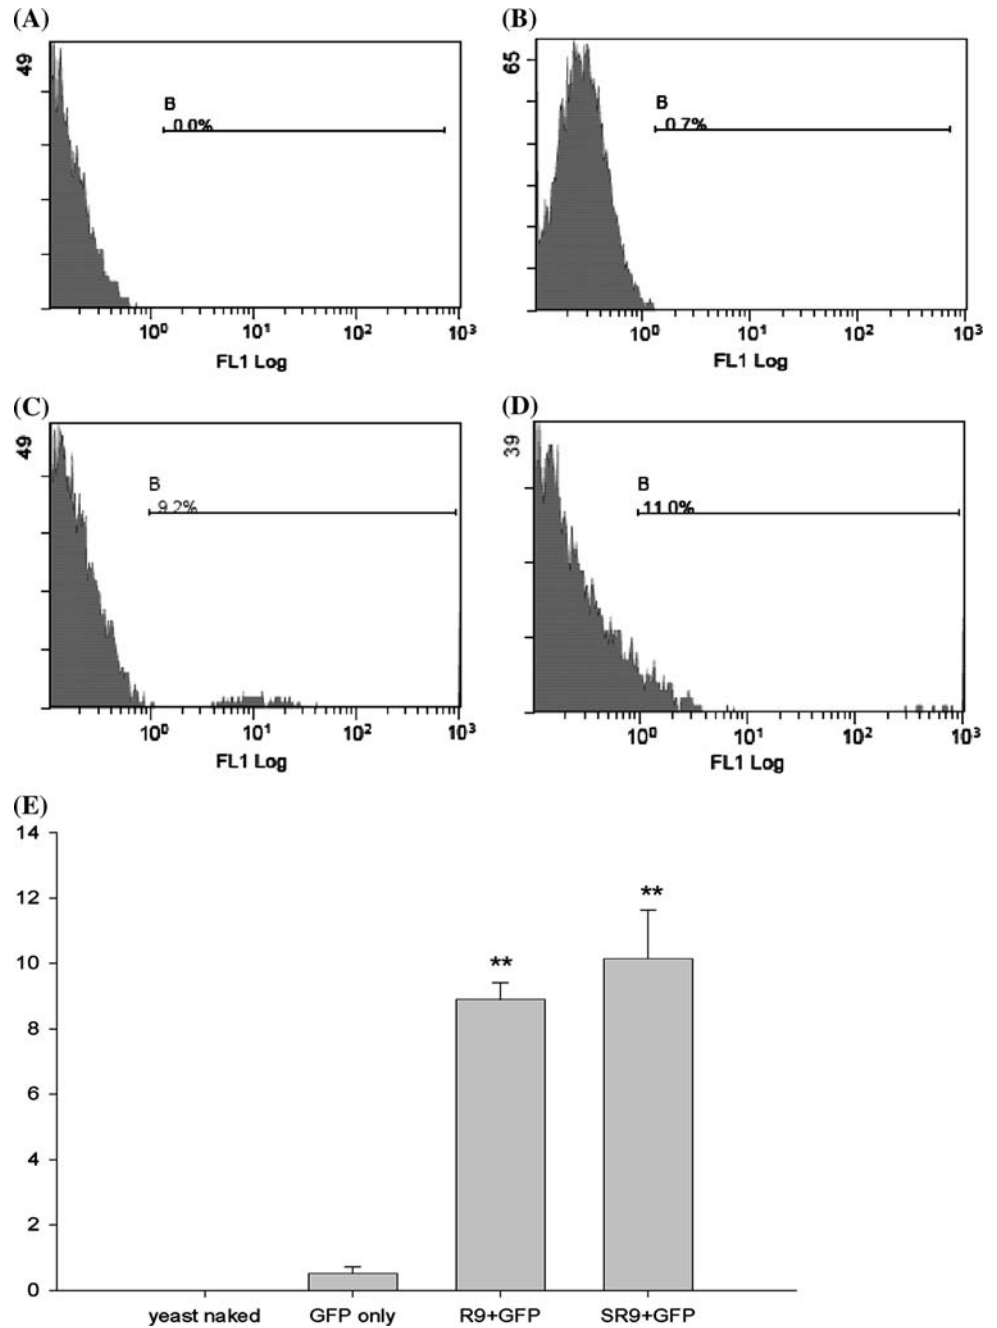 (A)
49
B
0.0%
10⁰ 10¹ 10² 10³
FL1 Log
(B)
65
B
0.7%
10⁰ 10¹ 10² 10³
FL1 Log
(C)
49
B
9.2%
10⁰ 10¹ 10² 10³
FL1 Log
(D)
39
B
11.0%
10⁰ 10¹ 10² 10³
FL1 Log
(E)
14
12
10
8
6
4
2
0
**
**
yeast naked GFP only R9+GFP SR9+GFP